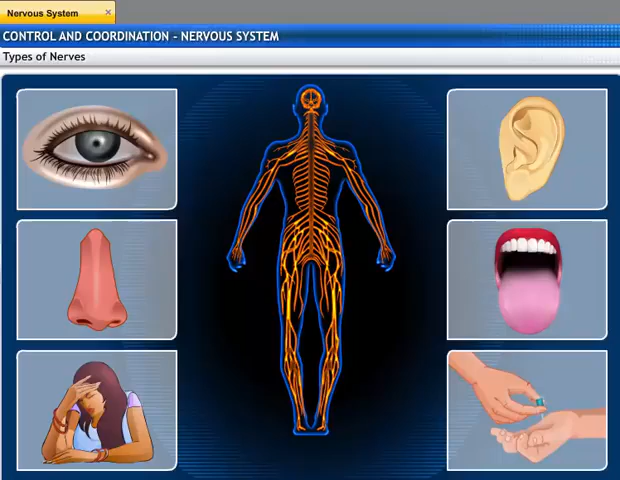 Nervous System
CONTROL AND COORDINATION - NERVOUS SYSTEM
Types of Nerves